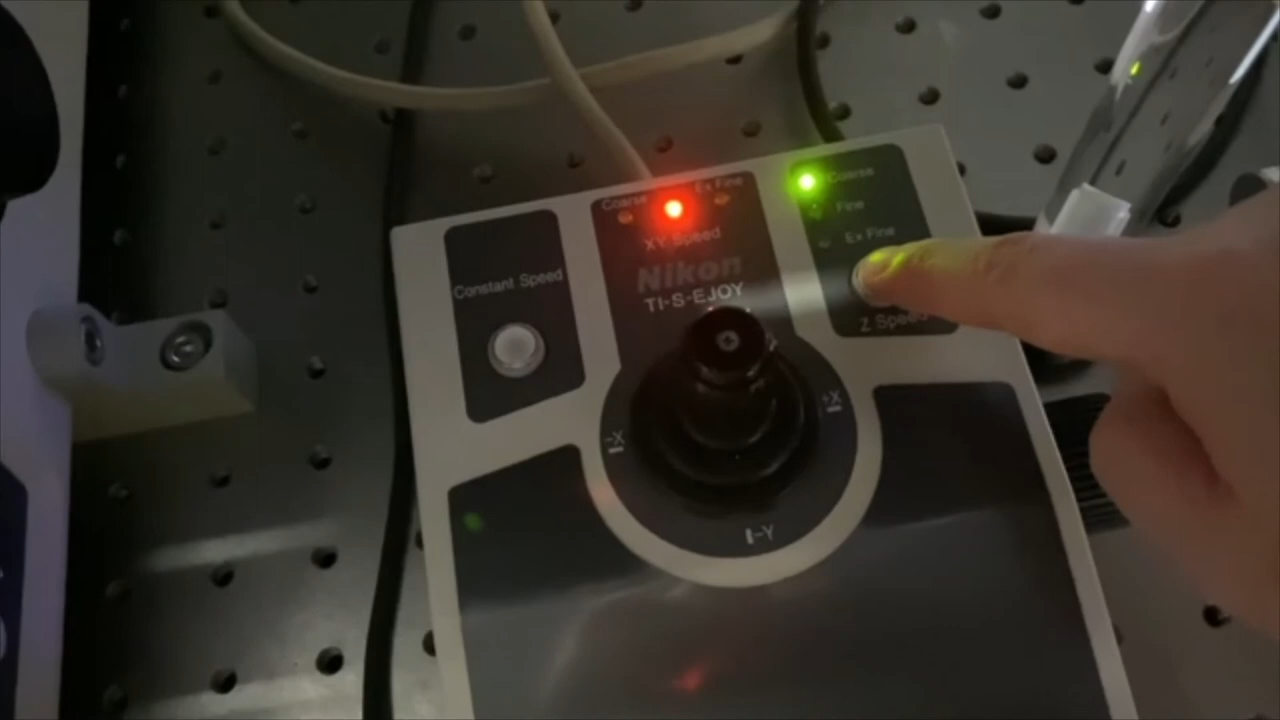 Coarse Ex Fine
XY Speed
Nikon
TI-S-EJOY
Constant Speed
Coarse
Fine
Ex Fine
Z Speed
-X
+X
-Y